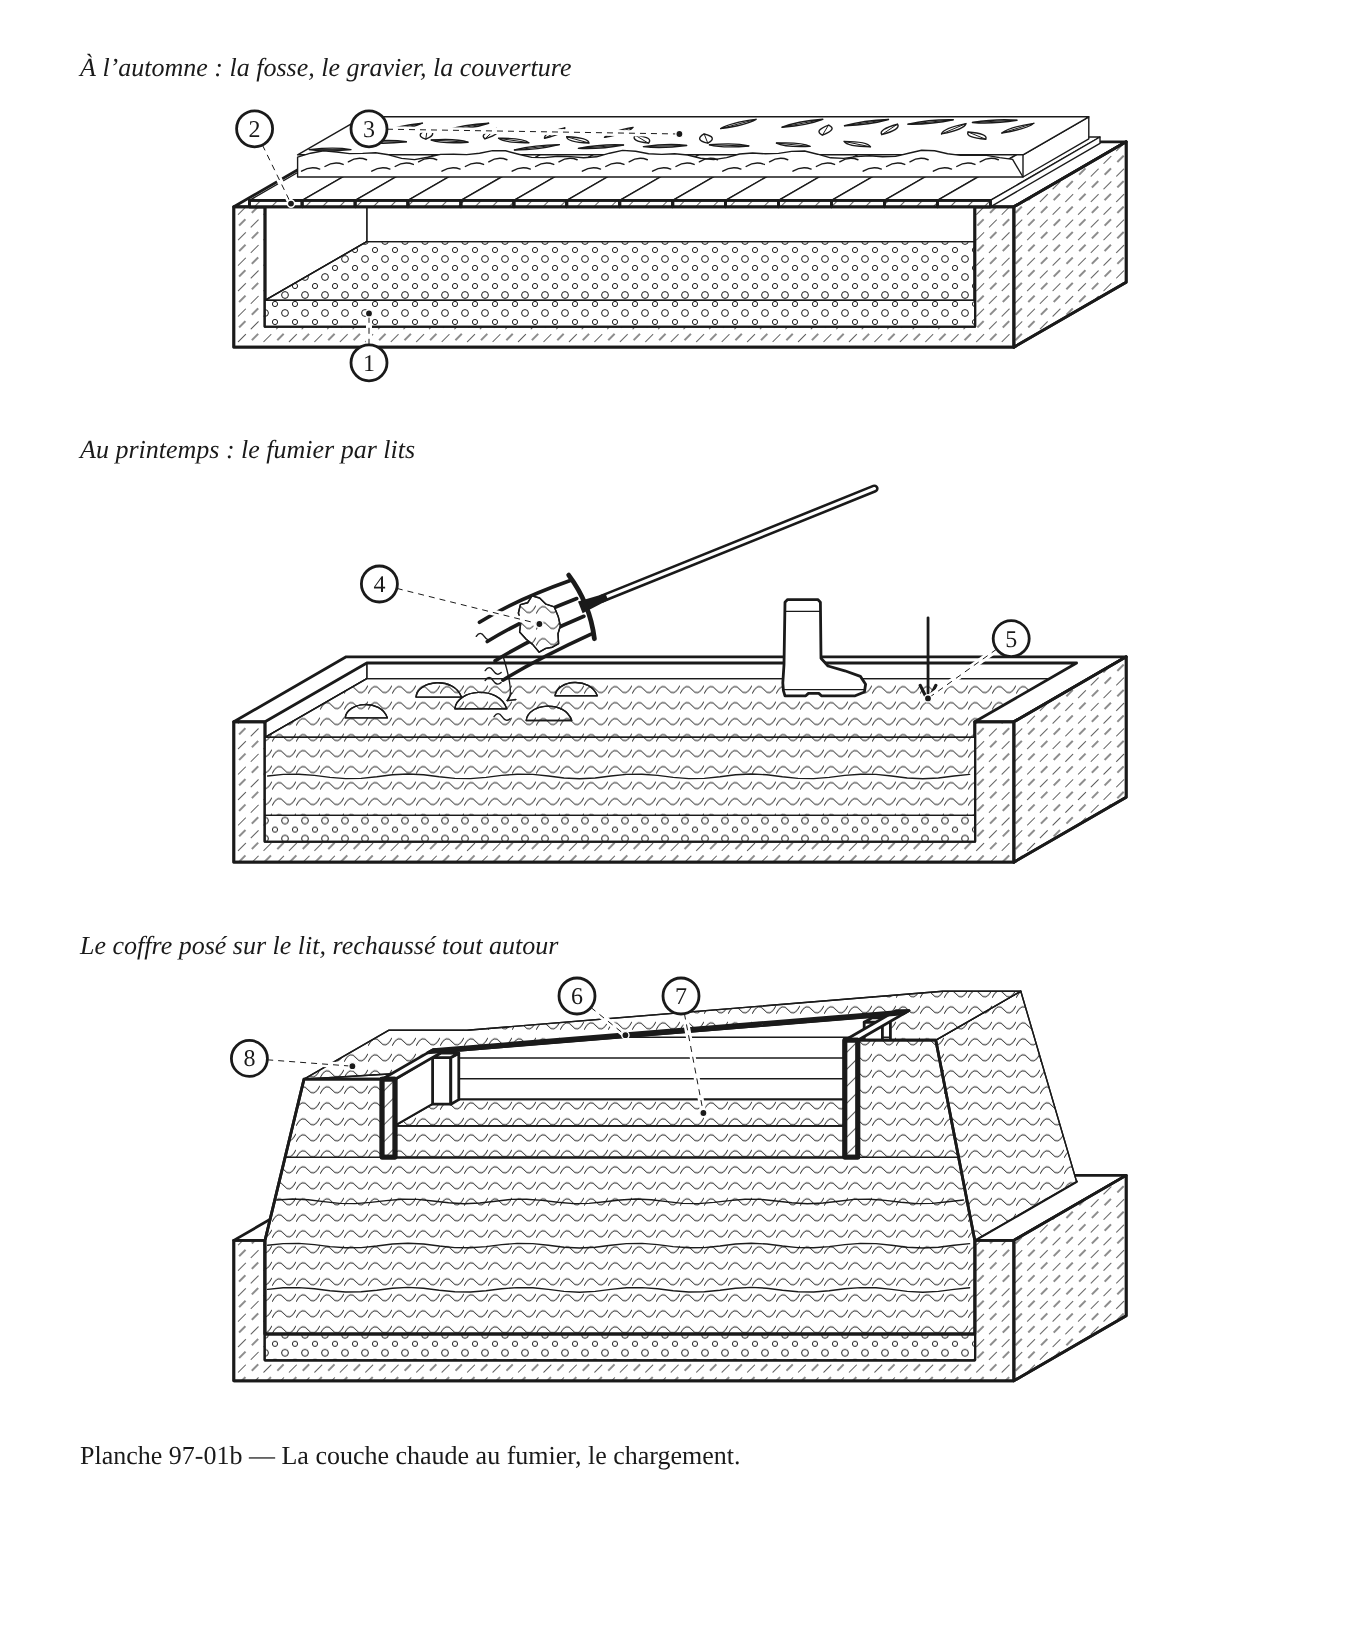 À l’automne : la fosse, le gravier, la couverture
2
3
1
Au printemps : le fumier par lits
4
5
Le coffre posé sur le lit, rechaussé tout autour
6
7
8
Planche 97-01b — La couche chaude au fumier, le chargement.